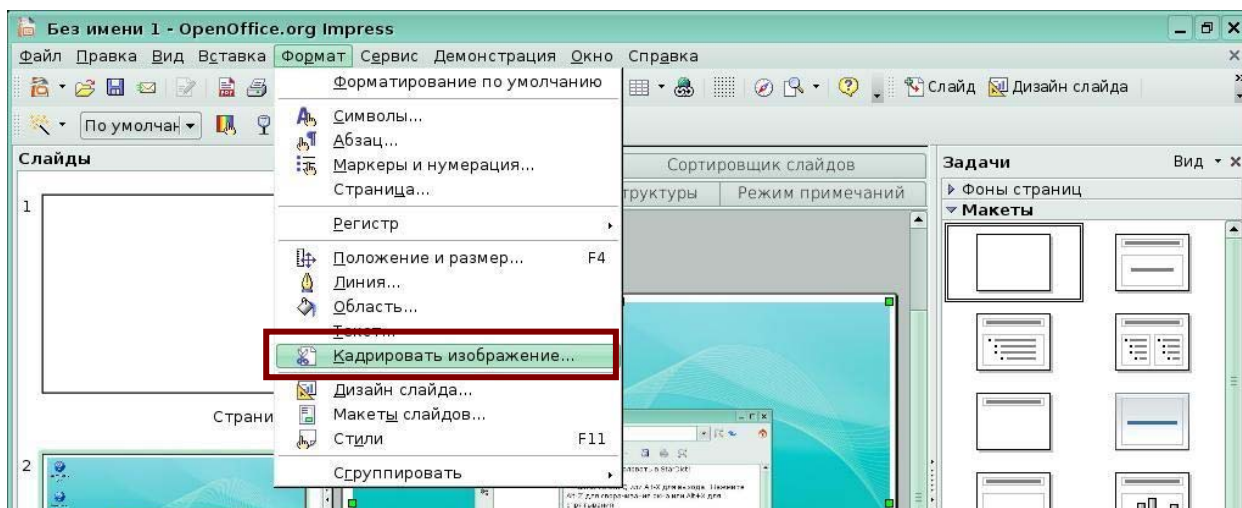 Без имени 1 - OpenOffice.org Impress
Файл Правка Вид Вставка Формат Сервис Демонстрация Окно Справка
Слайд Дизайн слайда
По умолчан
Форматирование по умолчанию
Символы...
Абзац...
Маркеры и нумерация...
Страница...
Регистр
Положение и размер... F4
Линия...
Область...
Текст...
Кадрировать изображение...
Дизайн слайда...
Макеты слайдов...
Стили F11
Сгруппировать
Слайды
1
Страни
2
Сортировщик слайдов
труктуры Режим примечаний
Задачи Вид
Фоны страниц
Макеты